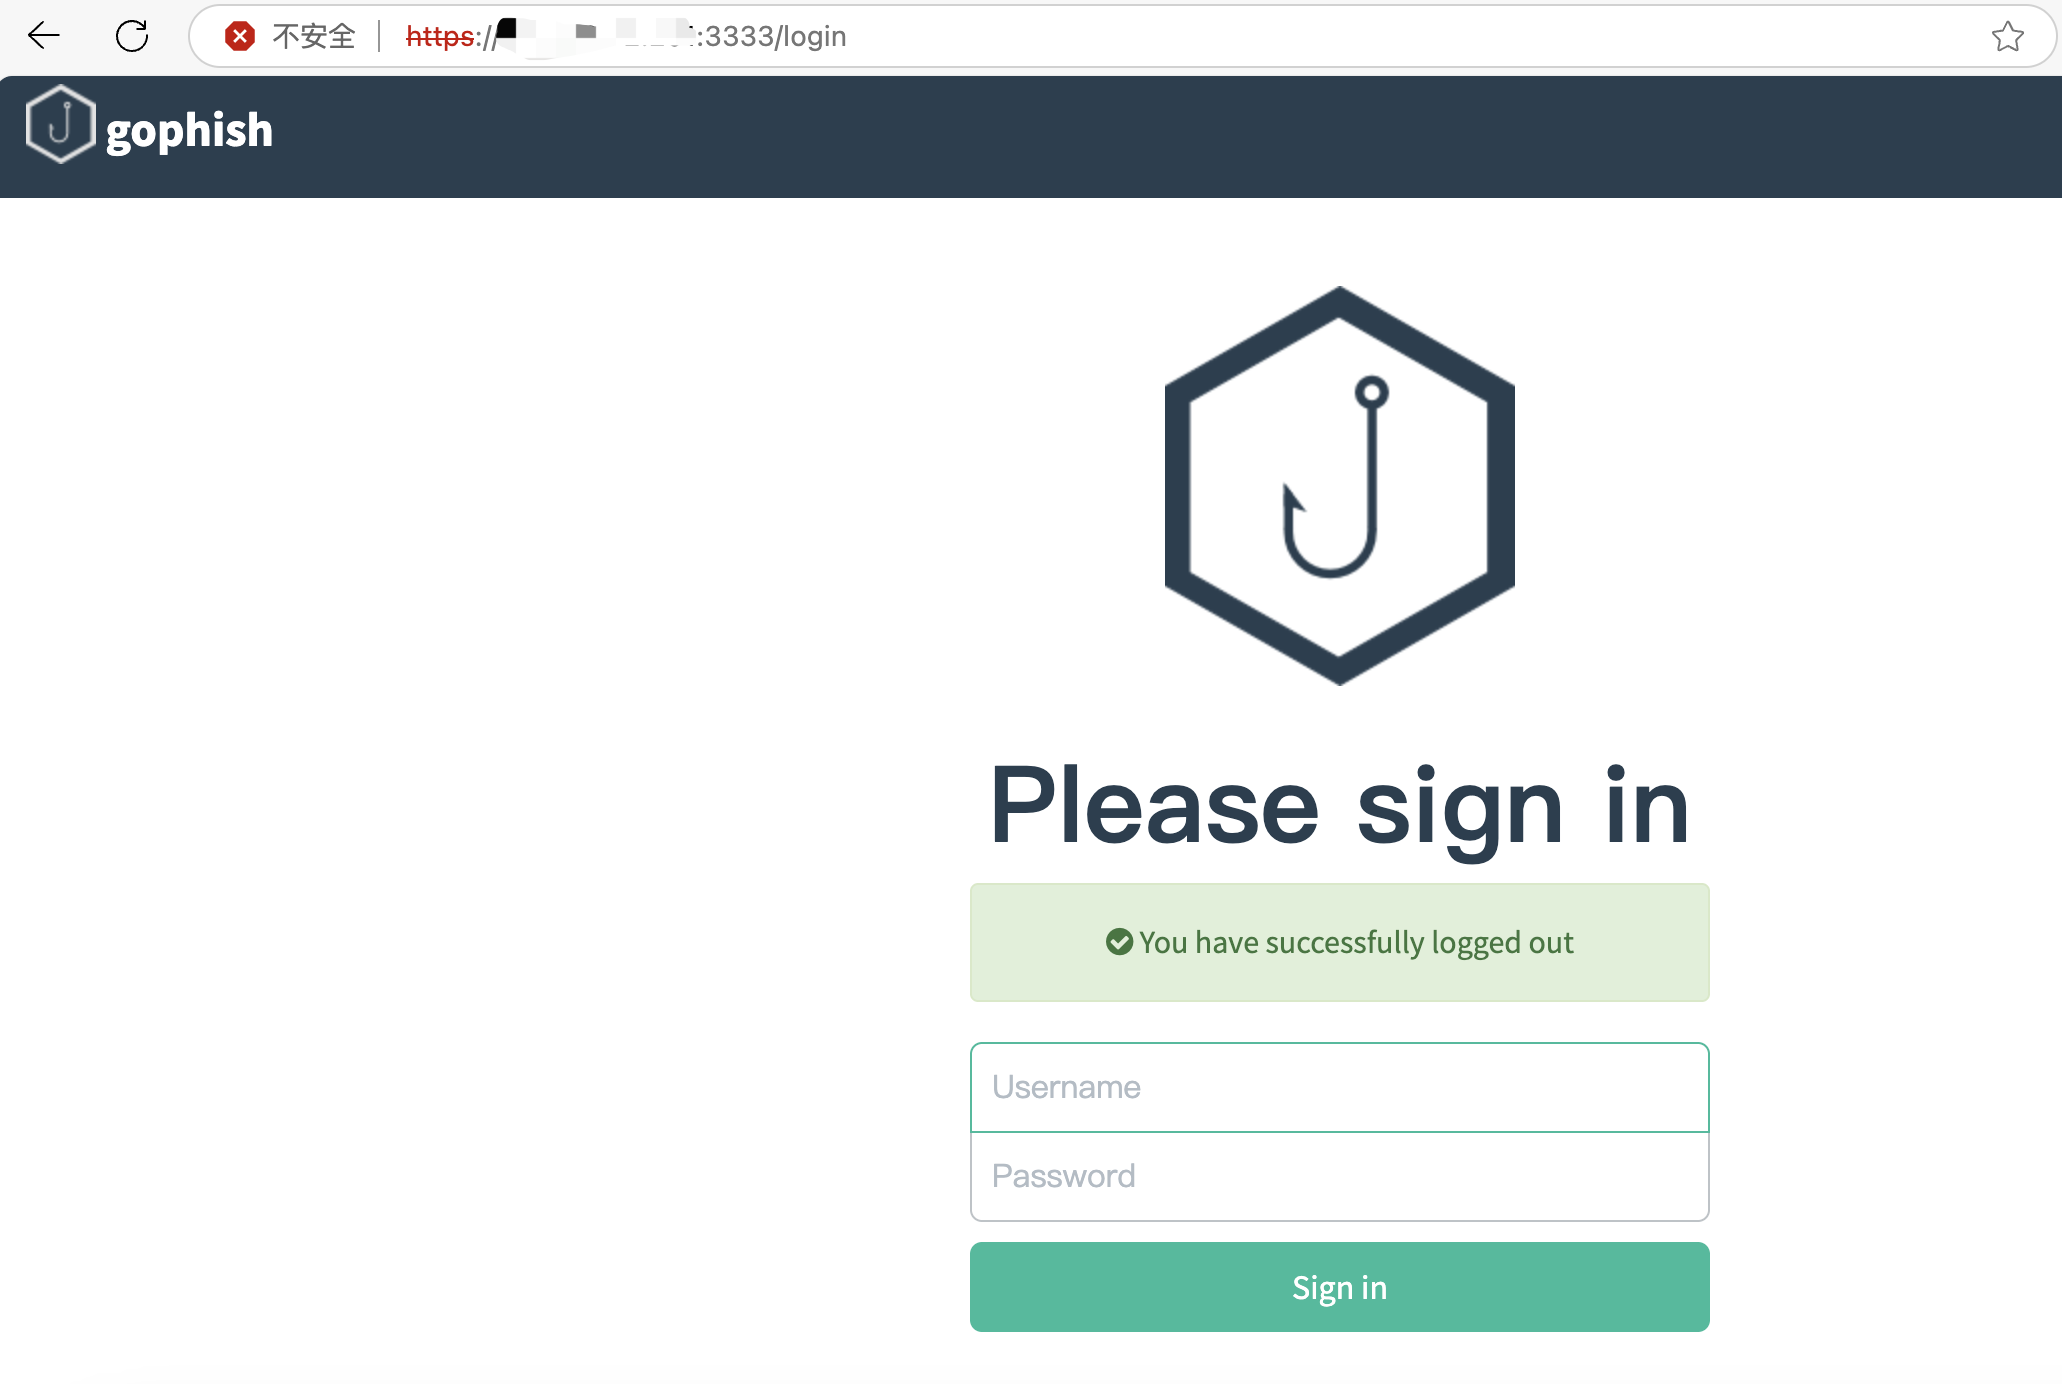 不安全 https:// :3333/login
gophish
Please sign in
You have successfully logged out
Username
Password
Sign in